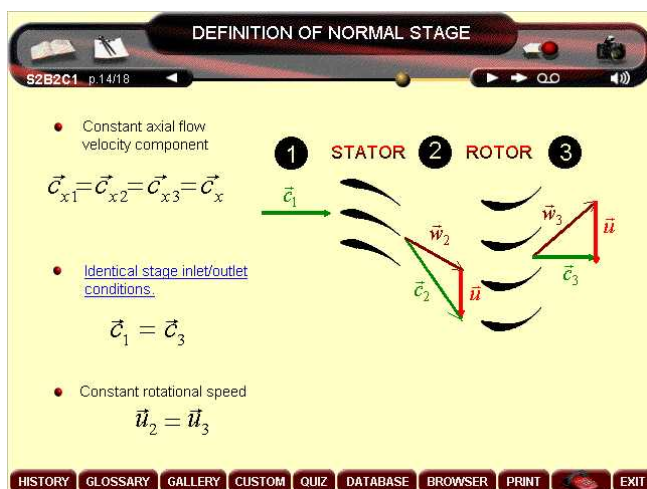 DEFINITION OF NORMAL STAGE
S2B2C1 p.14/18
Constant axial flow
velocity component
c⃗x1=c⃗x2=c⃗x3=c⃗x
1 STATOR 2 ROTOR 3
c⃗1
w⃗2
c⃗2
u⃗
w⃗3
u⃗
c⃗3
Identical stage inlet/outlet
conditions.
c⃗1 = c⃗3
Constant rotational speed
u⃗2 = u⃗3
HISTORY GLOSSARY GALLERY CUSTOM QUIZ DATABASE BROWSER PRINT EXIT